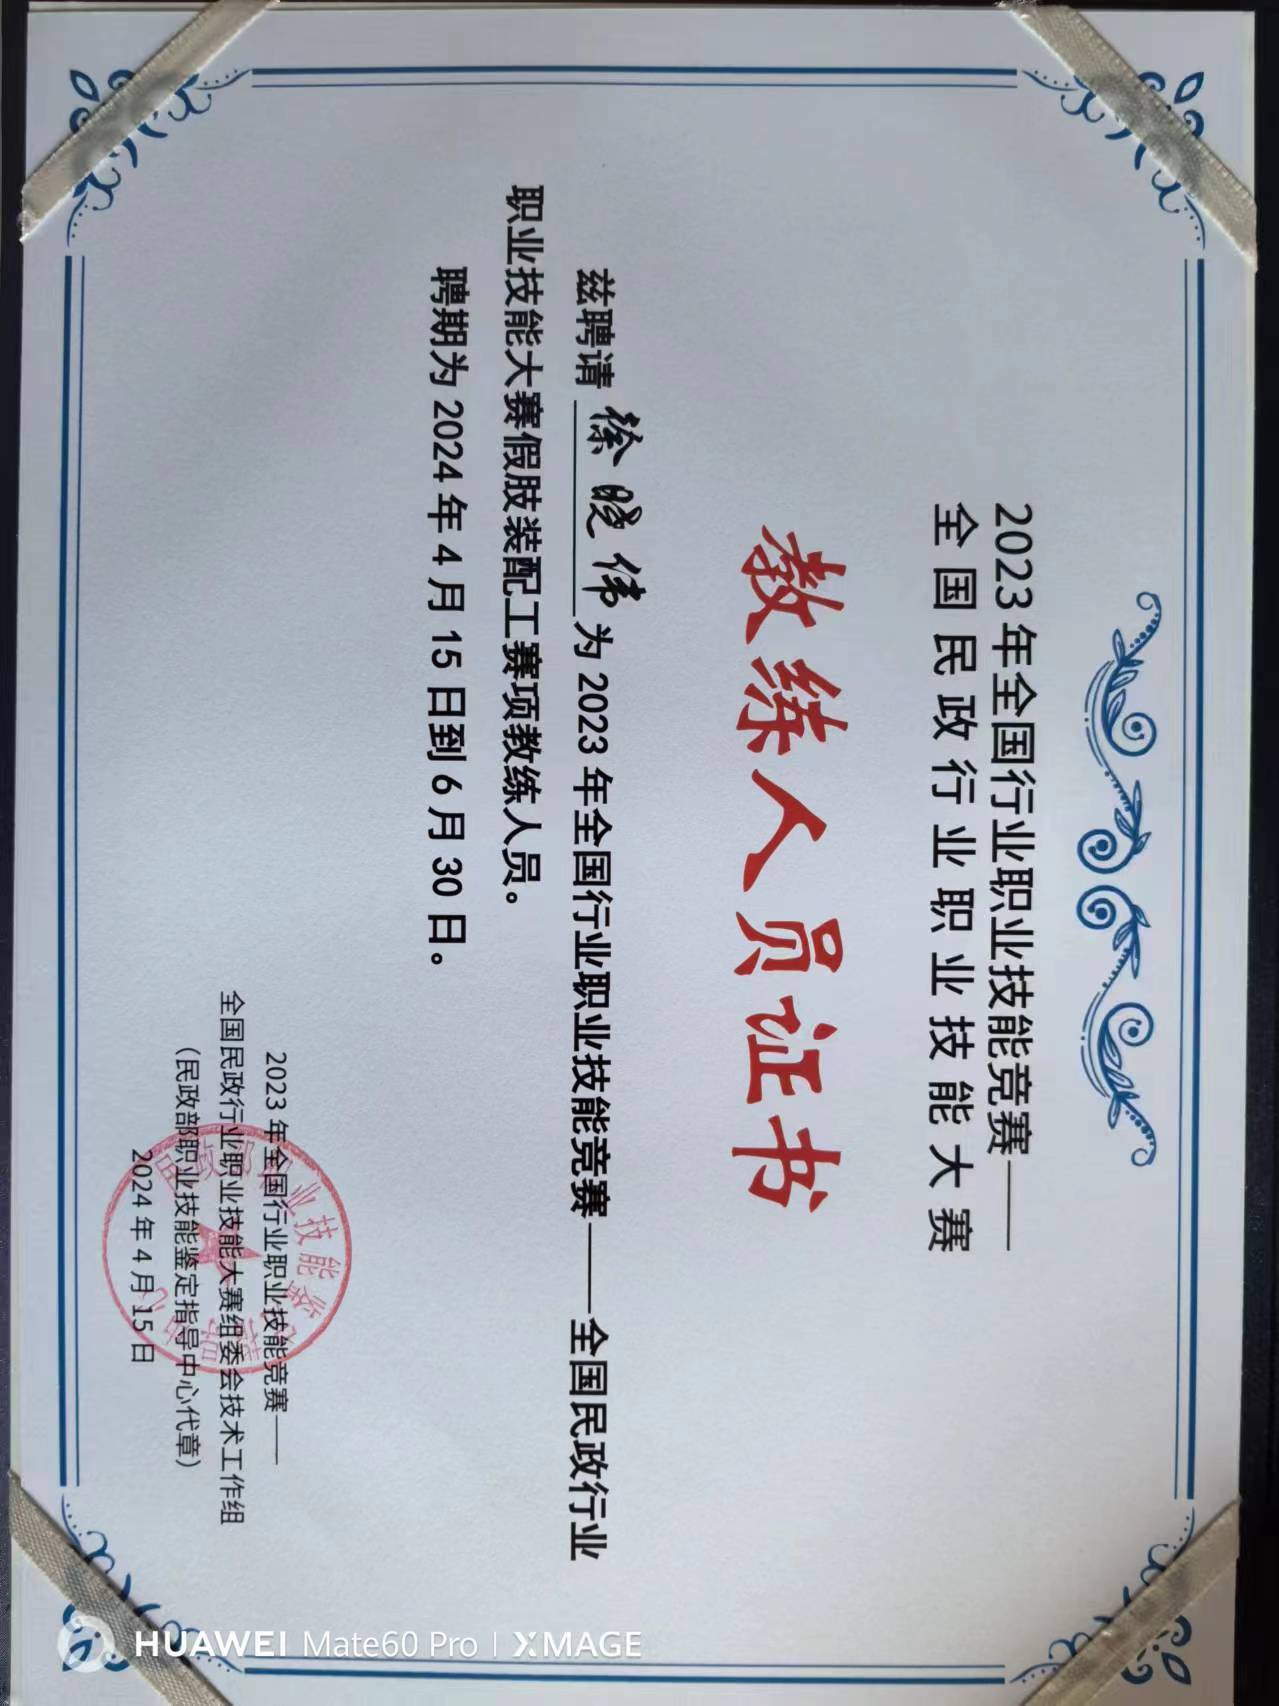 2023年全国行业职业技能竞赛——
全国民政行业职业技能大赛
教练人员证书
兹聘请 徐晓伟 为2023年全国行业职业技能竞赛——全国民政行业
职业技能大赛假肢装配工赛项教练人员。
聘期为2024年4月15日到6月30日。
2023年全国行业职业技能竞赛——
全国民政行业职业技能大赛组委会技术工作组
（民政部职业技能鉴定指导中心代章）
2024年4月15日
HUAWEI Mate60 Pro | XMAGE